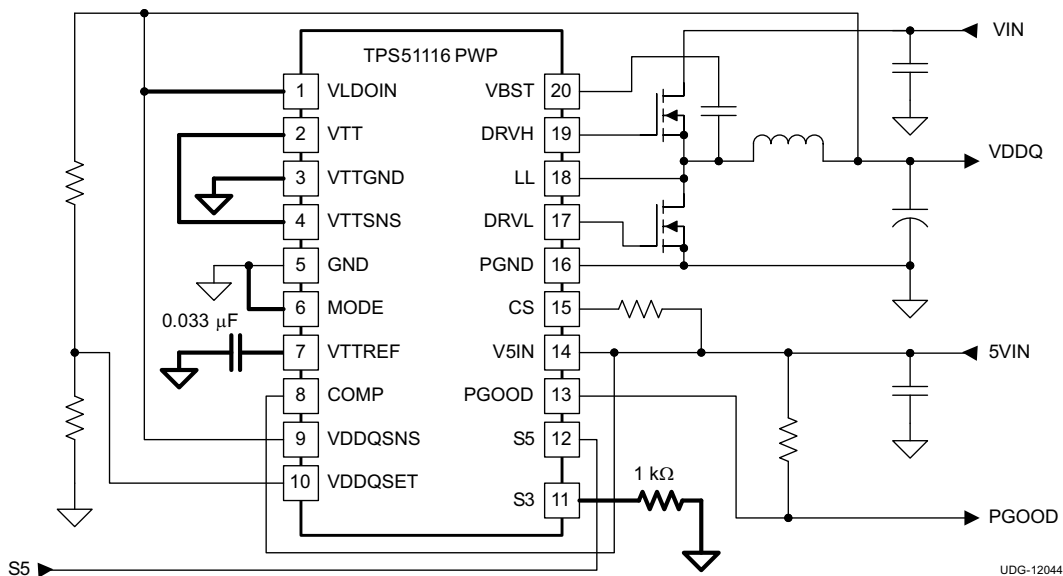 VIN
TPS51116 PWP
1 VLDOIN VBST 20
2 VTT DRVH 19
VDDQ
3 VTTGND LL 18
4 VTTSNS DRVL 17
5 GND PGND 16
6 MODE CS 15
0.033 μF
7 VTTREF V5IN 14 5VIN
8 COMP PGOOD 13
9 VDDQSNS S5 12
10 VDDQSET
1 kΩ
S3 11
PGOOD
S5
UDG-12044